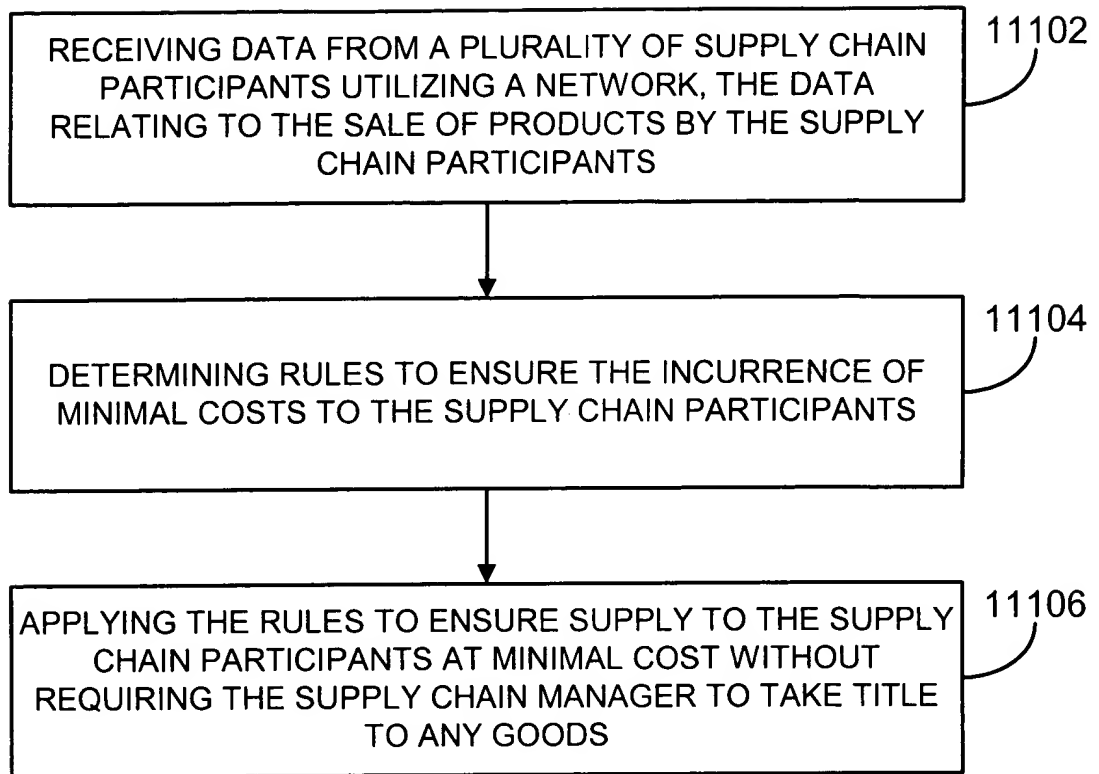 RECEIVING DATA FROM A PLURALITY OF SUPPLY CHAIN
PARTICIPANTS UTILIZING A NETWORK, THE DATA
RELATING TO THE SALE OF PRODUCTS BY THE SUPPLY
CHAIN PARTICIPANTS
11102
DETERMINING RULES TO ENSURE THE INCURRENCE OF
MINIMAL COSTS TO THE SUPPLY CHAIN PARTICIPANTS
11104
APPLYING THE RULES TO ENSURE SUPPLY TO THE SUPPLY
CHAIN PARTICIPANTS AT MINIMAL COST WITHOUT
REQUIRING THE SUPPLY CHAIN MANAGER TO TAKE TITLE
TO ANY GOODS
11106